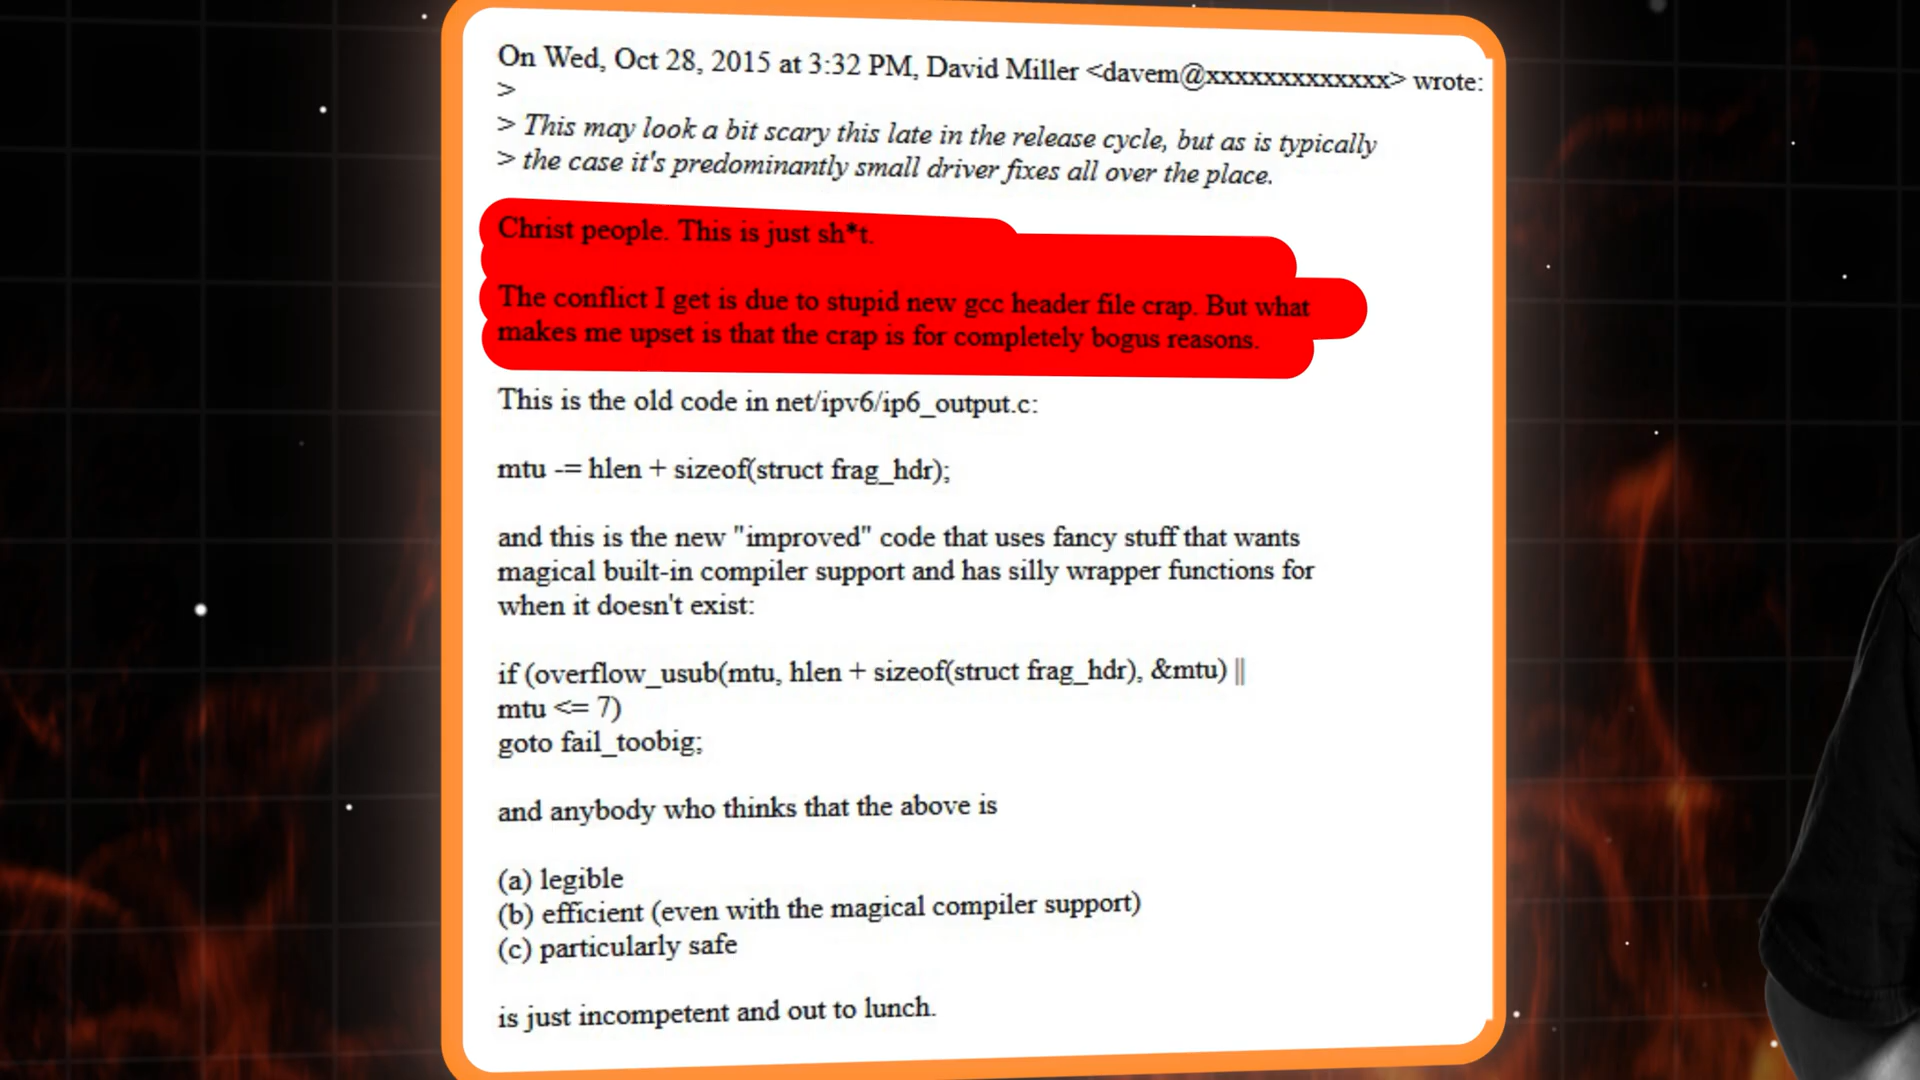 On Wed, Oct 28, 2015 at 3:32 PM, David Miller <davem@xxxxxxxxxxxxx> wrote:
>
> This may look a bit scary this late in the release cycle, but as is typically
> the case it's predominantly small driver fixes all over the place.
Christ people. This is just sh*t.
The conflict I get is due to stupid new gcc header file crap. But what
makes me upset is that the crap is for completely bogus reasons.
This is the old code in net/ipv6/ip6_output.c:
mtu -= hlen + sizeof(struct frag_hdr);
and this is the new "improved" code that uses fancy stuff that wants
magical built-in compiler support and has silly wrapper functions for
when it doesn't exist:
if (overflow_usub(mtu, hlen + sizeof(struct frag_hdr), &mtu) ||
mtu <= 7)
goto fail_toobig;
and anybody who thinks that the above is
(a) legible
(b) efficient (even with the magical compiler support)
(c) particularly safe
is just incompetent and out to lunch.